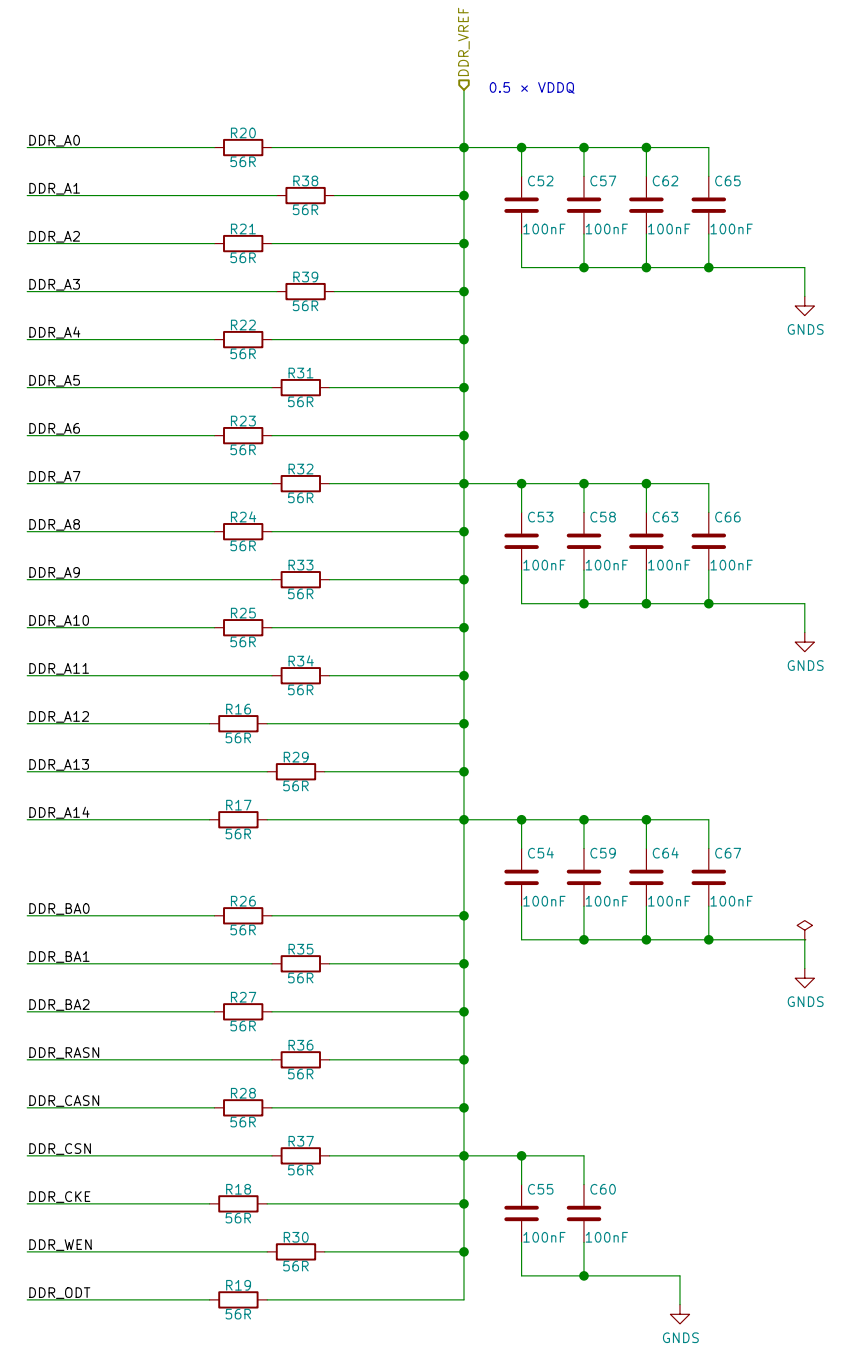 DDR_VREF
0.5 × VDDQ
DDR_A0
R20
56R
DDR_A1
R38
56R
DDR_A2
R21
56R
DDR_A3
R39
56R
DDR_A4
R22
56R
DDR_A5
R31
56R
DDR_A6
R23
56R
DDR_A7
R32
56R
DDR_A8
R24
56R
DDR_A9
R33
56R
DDR_A10
R25
56R
DDR_A11
R34
56R
DDR_A12
R16
56R
DDR_A13
R29
56R
DDR_A14
R17
56R
DDR_BA0
R26
56R
DDR_BA1
R35
56R
DDR_BA2
R27
56R
DDR_RASN
R36
56R
DDR_CASN
R28
56R
DDR_CSN
R37
56R
DDR_CKE
R18
56R
DDR_WEN
R30
56R
DDR_ODT
R19
56R
C52 C57 C62 C65
100nF 100nF 100nF 100nF
GNDS
C53 C58 C63 C66
100nF 100nF 100nF 100nF
GNDS
C54 C59 C64 C67
100nF 100nF 100nF 100nF
GNDS
C55 C60
100nF 100nF
GNDS